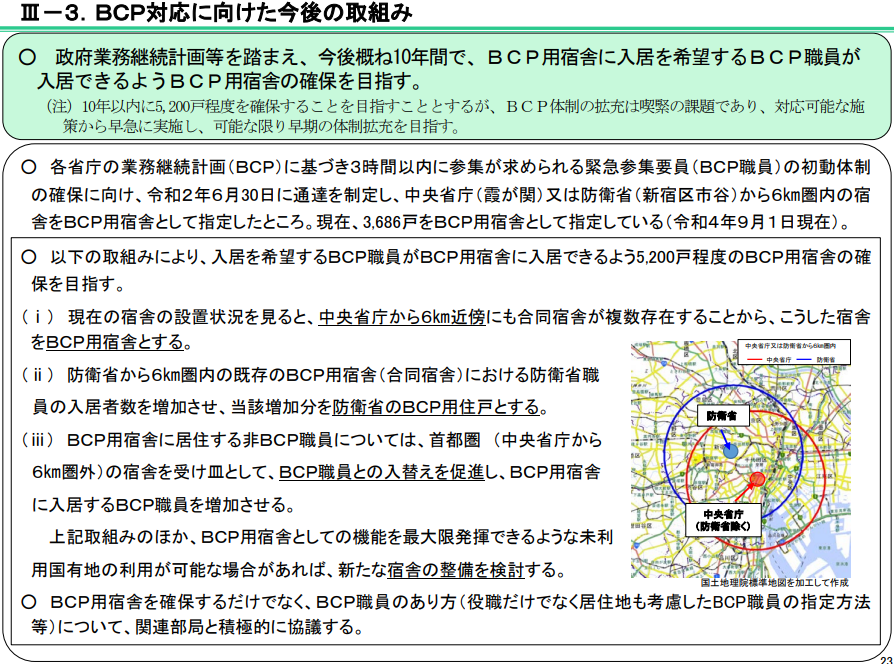 Ⅲ－３．ＢＣＰ対応に向けた今後の取組み
○ 政府業務継続計画等を踏まえ、今後概ね10年間で、ＢＣＰ用宿舎に入居を希望するＢＣＰ職員が
入居できるようＢＣＰ用宿舎の確保を目指す。
（注）10年以内に5,200戸程度を確保することを目指すこととするが、ＢＣＰ体制の拡充は喫緊の課題であり、対応可能な施
策から早急に実施し、可能な限り早期の体制拡充を目指す。
○ 各省庁の業務継続計画（BCP）に基づき３時間以内に参集が求められる緊急参集要員（BCP職員）の初動体制
の確保に向け、令和２年６月30日に通達を制定し、中央省庁（霞が関）又は防衛省（新宿区市谷）から６km圏内の宿
舎をBCP用宿舎として指定したところ。現在、3,686戸をBCP用宿舎として指定している（令和４年９月１日現在）。
○ 以下の取組みにより、入居を希望するBCP職員がBCP用宿舎に入居できるよう5,200戸程度のBCP用宿舎の確
保を目指す。
（ⅰ） 現在の宿舎の設置状況を見ると、中央省庁から６km近傍にも合同宿舎が複数存在することから、こうした宿舎
をBCP用宿舎とする。
（ⅱ） 防衛省から６km圏内の既存のBCP用宿舎（合同宿舎）における防衛省職
員の入居者数を増加させ、当該増加分を防衛省のBCP用住戸とする。
（ⅲ） BCP用宿舎に居住する非BCP職員については、首都圏 （中央省庁から
６km圏外）の宿舎を受け皿として、BCP職員との入替えを促進し、BCP用宿舎
に入居するBCP職員を増加させる。
上記取組みのほか、BCP用宿舎としての機能を最大限発揮できるような未利
用国有地の利用が可能な場合があれば、新たな宿舎の整備を検討する。
中央省庁又は防衛省から６km圏内
中央省庁 防衛省
防衛省
中央省庁
（防衛省除く）
国土地理院標準地図を加工して作成
○ BCP用宿舎を確保するだけでなく、BCP職員のあり方（役職だけでなく居住地も考慮したBCP職員の指定方法
等）について、関連部局と積極的に協議する。
23